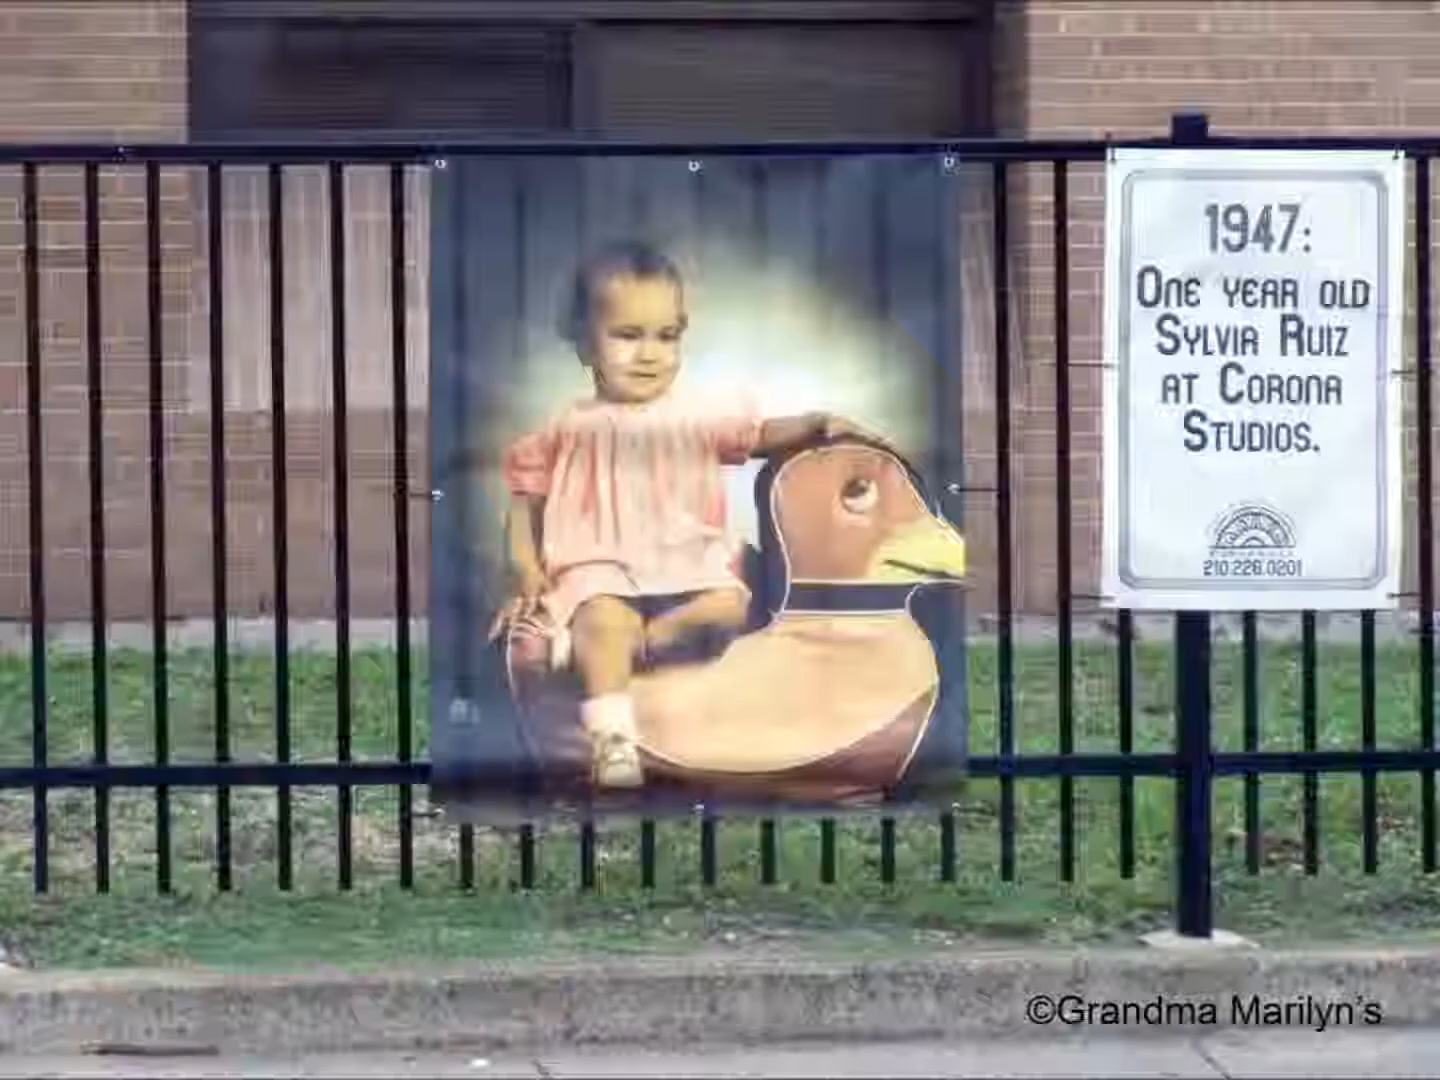 1947:
One year old
Sylvia Ruiz
at Corona
Studios.
210.226.0201
©Grandma Marilyn's